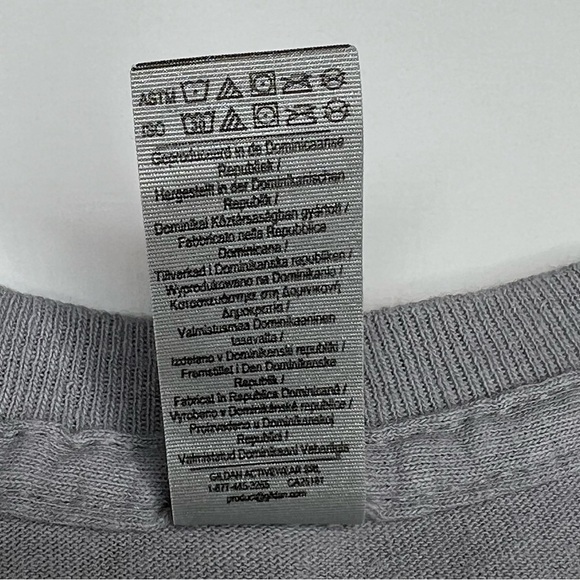 ASTM
ISO 30
Geproduceerd in de Dominicaanse
Republiek /
Hergestellt in der Dominikanischen
Republik /
Dominikai Köztársaságban gyártott /
Fabbricato nella Repubblica
Dominicana /
Tillverkad i Dominikanska republiken /
Wyprodukowano na Dominikanie /
Κατασκευάστηκε στη Δομινικανή
Δημοκρατία /
Valmistusmaa Dominikaaninen
tasavalta /
Izdelano v Dominikanski republiki /
Fremstillet i Den Dominikanske
Republik /
Fabricat în Republica Dominicană /
Vyrobeno v Dominikánské republice /
Proizvedeno u Dominikanskoj
Republici /
Valmistatud Dominikaani Vabariigis
GILDAN ACTIVEWEAR SRL
1-877-445-3265 CA25181
product@gildan.com